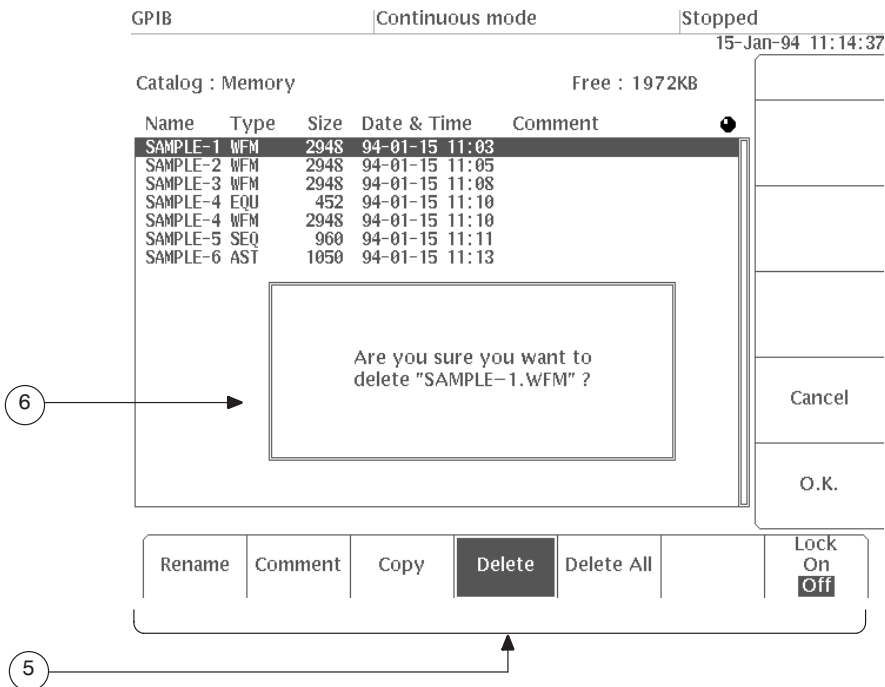 GPIB Continuous mode Stopped
15-Jan-94 11:14:37
Catalog : Memory Free : 1972KB
Name Type Size Date & Time Comment
SAMPLE-1 WFM 2948 94-01-15 11:03
SAMPLE-2 WFM 2948 94-01-15 11:05
SAMPLE-3 WFM 2948 94-01-15 11:08
SAMPLE-4 EQU 452 94-01-15 11:10
SAMPLE-4 WFM 2948 94-01-15 11:10
SAMPLE-5 SEQ 960 94-01-15 11:11
SAMPLE-6 AST 1050 94-01-15 11:13
Are you sure you want to
delete "SAMPLE-1.WFM" ?
6
Cancel
O.K.
Rename Comment Copy Delete Delete All
Lock
On
Off
5